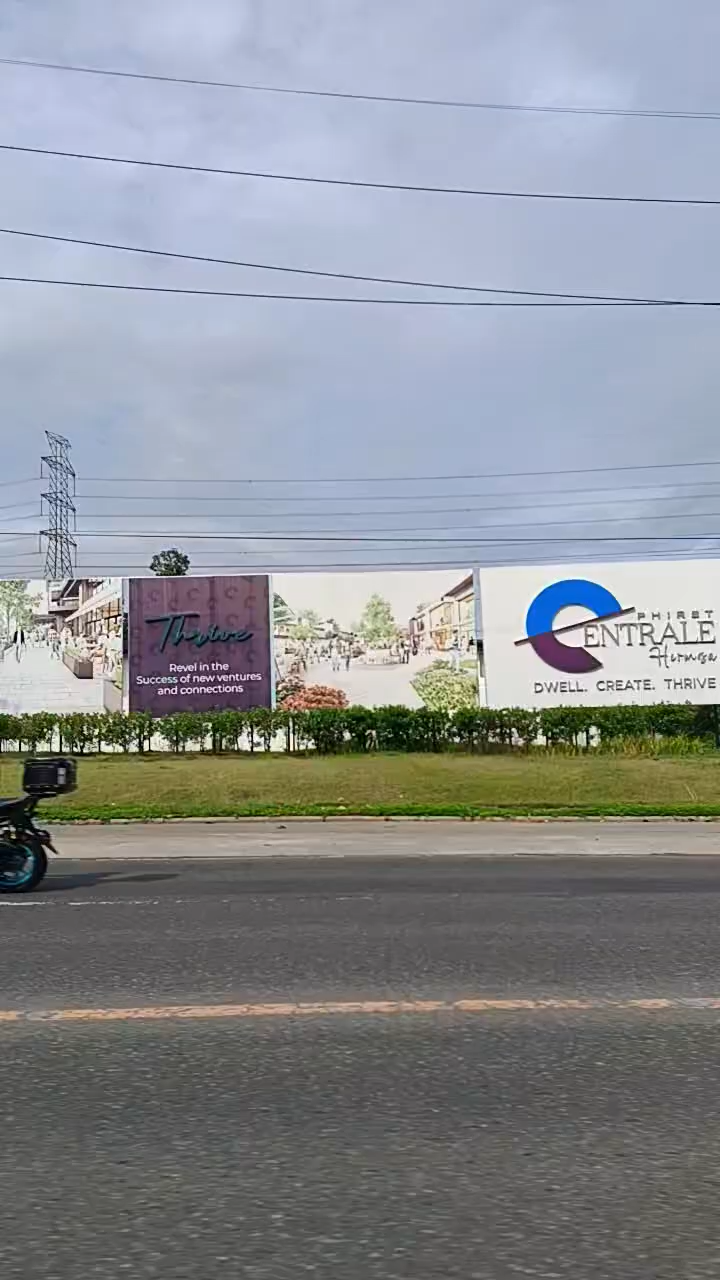 Thrive
Revel in the
Success of new ventures
and connections
PHIRST
CENTRALE
Hermosa
DWELL. CREATE. THRIVE